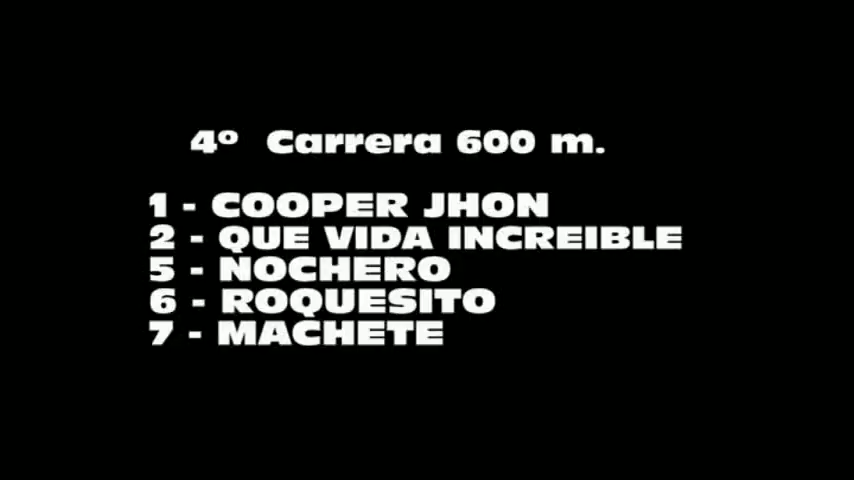 4º Carrera 600 m.
1 - COOPER JHON
2 - QUE VIDA INCREIBLE
5 - NOCHERO
6 - ROQUESITO
7 - MACHETE